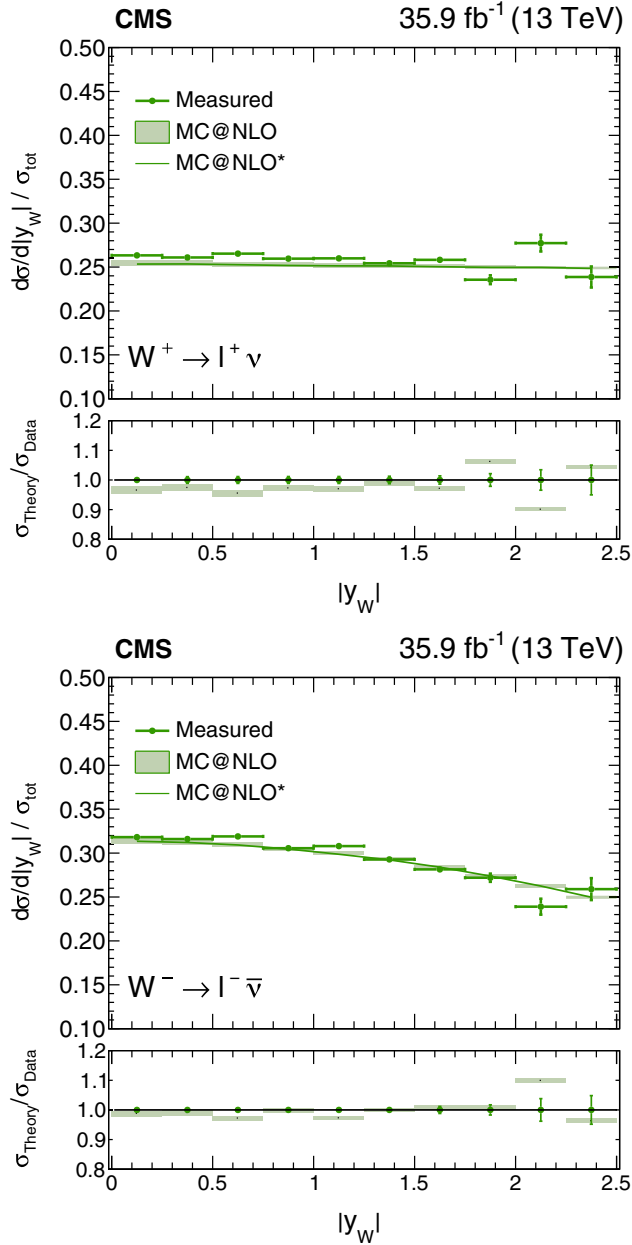 CMS 35.9 fb⁻¹ (13 TeV)
0.50
0.45
0.40
0.35
0.30
0.25
0.20
0.15
0.10
dσ/d|y_W| / σ_tot
Measured
MC@NLO
MC@NLO*
W⁺ → l⁺ ν
1.2
1.1
1.0
0.9
0.8
σ_Theory/σ_Data
0 0.5 1 1.5 2 2.5
|y_W|
CMS 35.9 fb⁻¹ (13 TeV)
0.50
0.45
0.40
0.35
0.30
0.25
0.20
0.15
0.10
dσ/d|y_W| / σ_tot
Measured
MC@NLO
MC@NLO*
W⁻ → l⁻ ν̄
1.2
1.1
1.0
0.9
0.8
σ_Theory/σ_Data
0 0.5 1 1.5 2 2.5
|y_W|